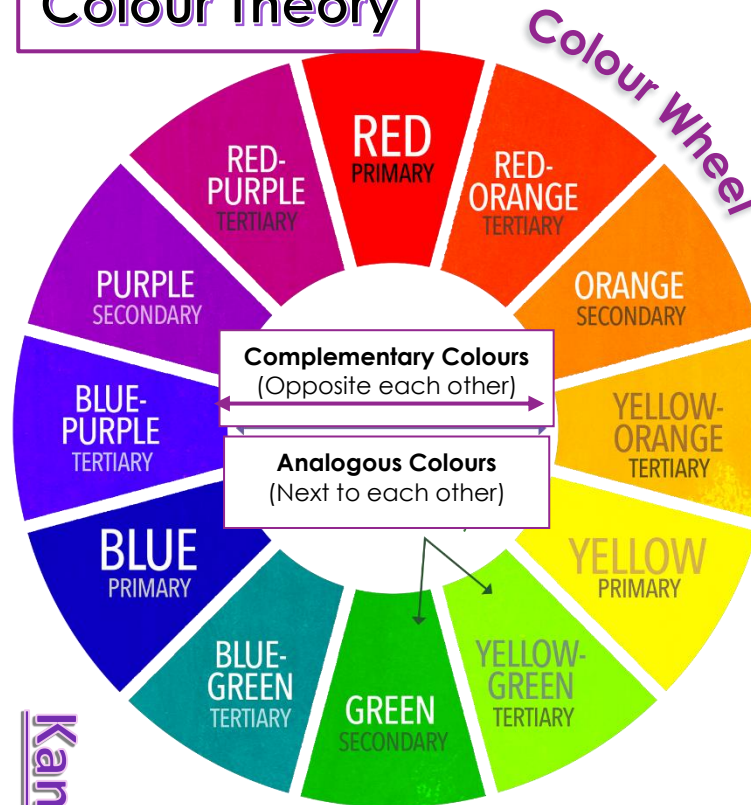 Colour Theory
Colour Wheel
RED
PRIMARY
RED-
ORANGE
TERTIARY
ORANGE
SECONDARY
YELLOW-
ORANGE
TERTIARY
YELLOW
PRIMARY
YELLOW-
GREEN
TERTIARY
GREEN
SECONDARY
BLUE-
GREEN
TERTIARY
BLUE
PRIMARY
BLUE-
PURPLE
TERTIARY
PURPLE
SECONDARY
RED-
PURPLE
TERTIARY
Complementary Colours
(Opposite each other)
Analogous Colours
(Next to each other)
Kan